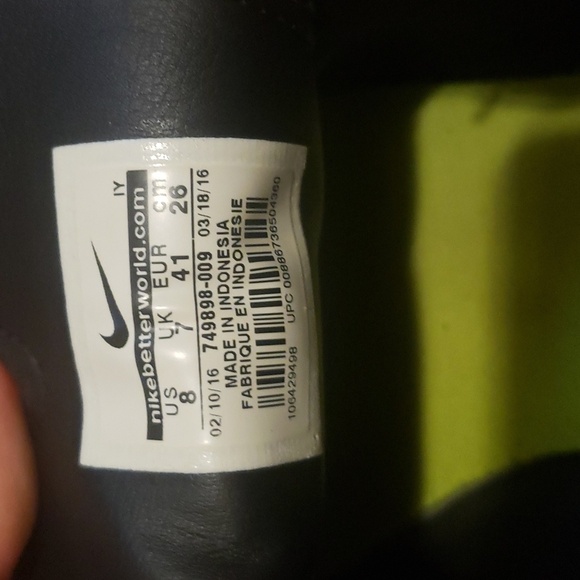 IY
nikebetterworld.com
US UK EUR cm
8 7 41 26
02/10/16 749898-009 03/18/16
MADE IN INDONESIA
FABRIQUE EN INDONESIE
106429498 UPC 00886736504360